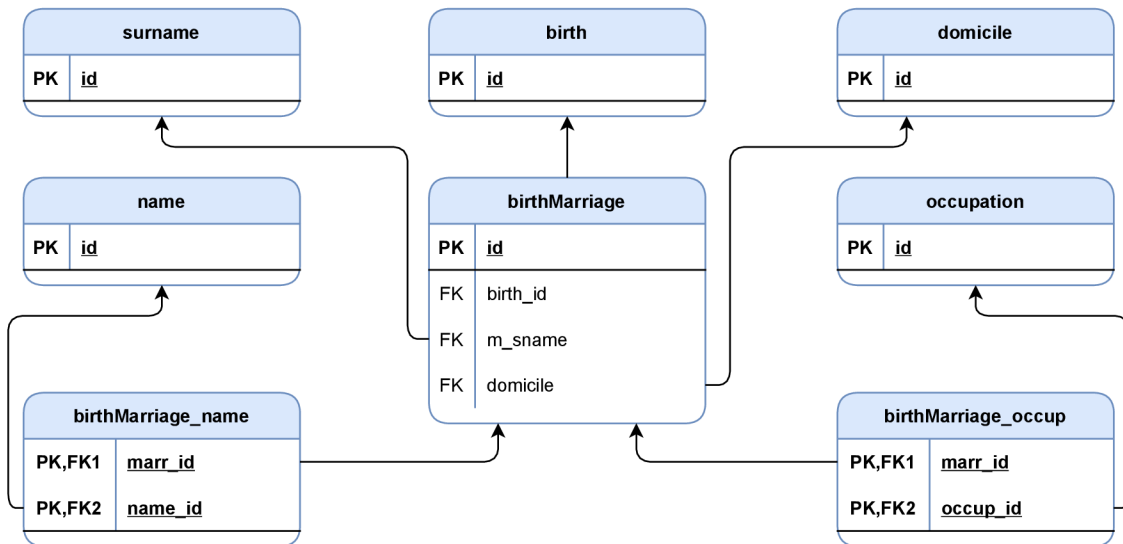 surname
PK id
birth
PK id
domicile
PK id
name
PK id
birthMarriage
PK id
FK birth_id
FK m_sname
FK domicile
occupation
PK id
birthMarriage_name
PK,FK1 marr_id
PK,FK2 name_id
birthMarriage_occup
PK,FK1 marr_id
PK,FK2 occup_id